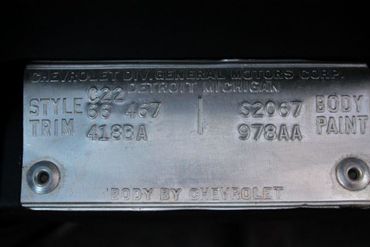 CHEVROLET DIV. GENERAL MOTORS CORP.
DETROIT MICHIGAN
C22
STYLE 66 467 S2067 BODY
TRIM 418BA 978AA PAINT
BODY BY CHEVROLET